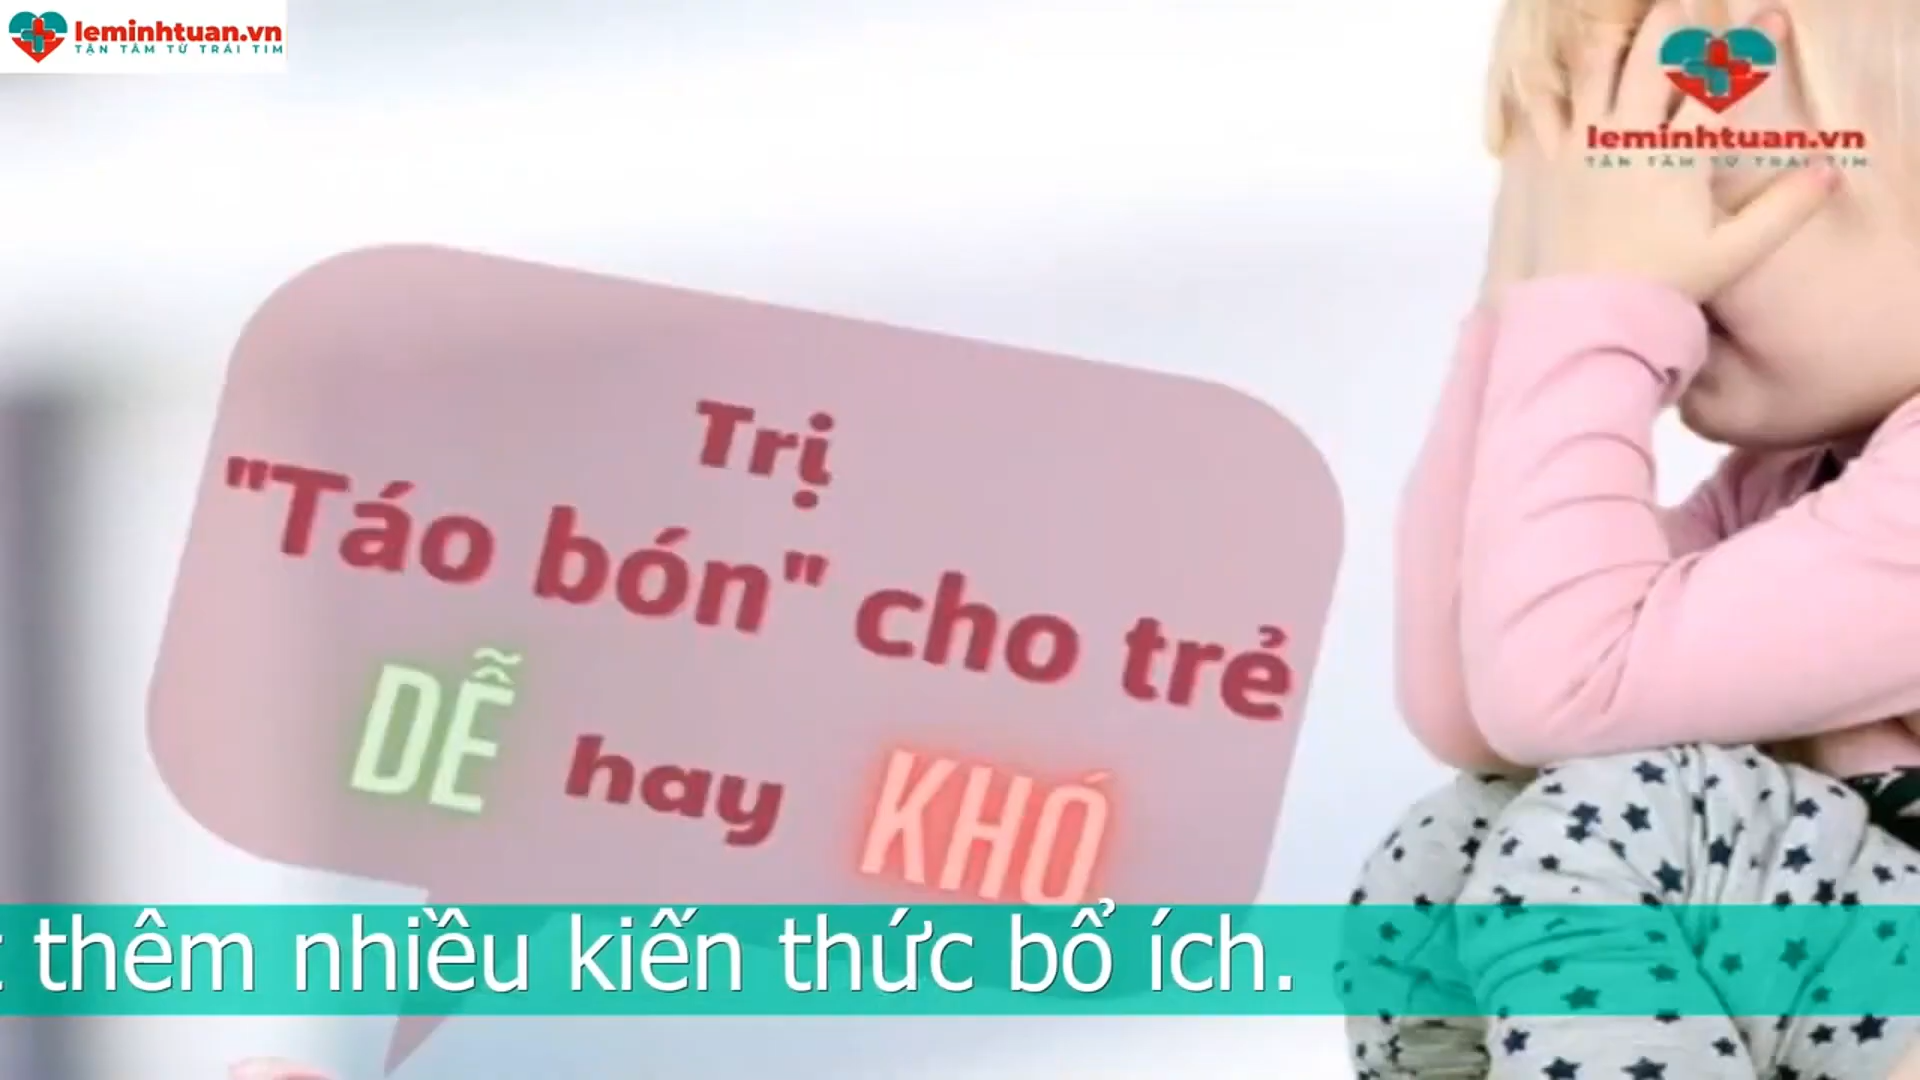 leminhtuan.vn
TẬN TÂM TỪ TRÁI TIM
leminhtuan.vn
TẬN TÂM TỪ TRÁI TIM
Trị
"Táo bón" cho trẻ
DỄ hay KHÓ
thêm nhiều kiến thức bổ ích.